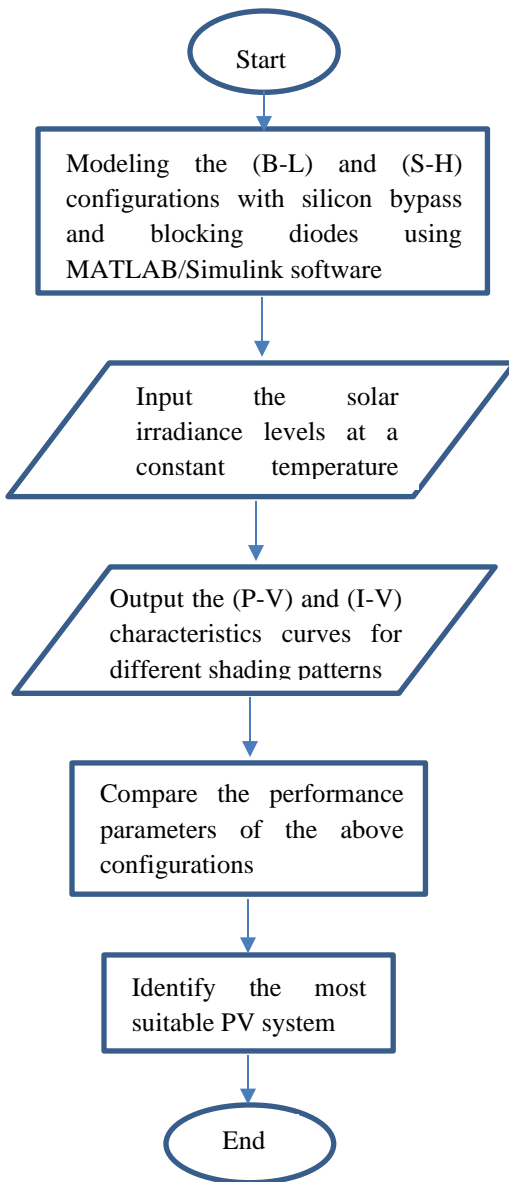 Start
Modeling the (B-L) and (S-H)
configurations with silicon bypass
and blocking diodes using
MATLAB/Simulink software
Input the solar
irradiance levels at a
constant temperature
Output the (P-V) and (I-V)
characteristics curves for
different shading patterns
Compare the performance
parameters of the above
configurations
Identify the most
suitable PV system
End